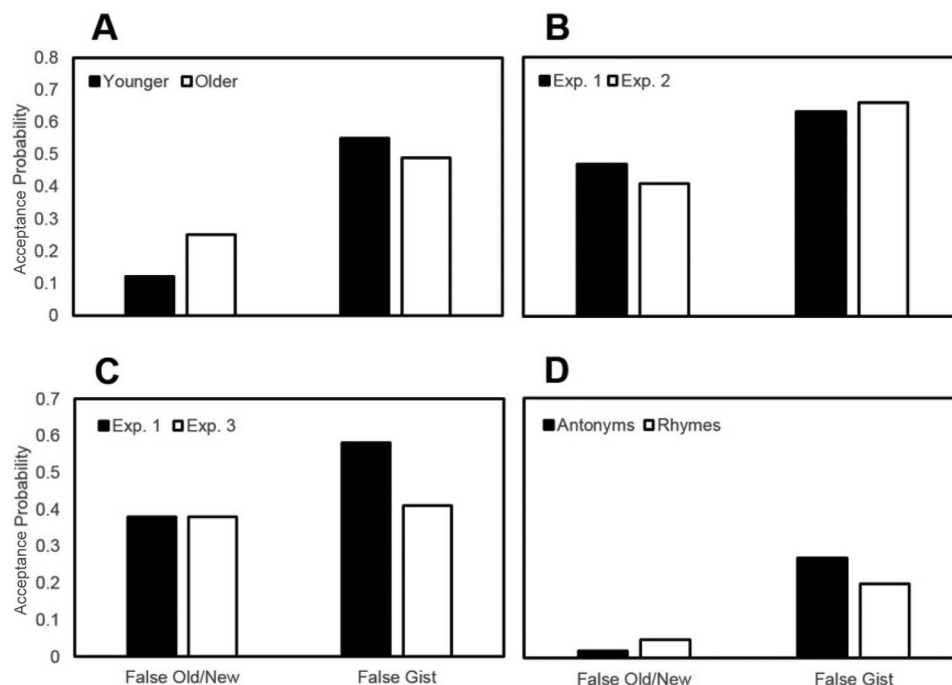 A
Acceptance Probability
0.8
0.7
0.6
0.5
0.4
0.3
0.2
0.1
0
Younger Older
B
Exp. 1 Exp. 2
C
Acceptance Probability
0.7
0.6
0.5
0.4
0.3
0.2
0.1
0
Exp. 1 Exp. 3
False Old/New False Gist
D
Antonyms Rhymes
False Old/New False Gist